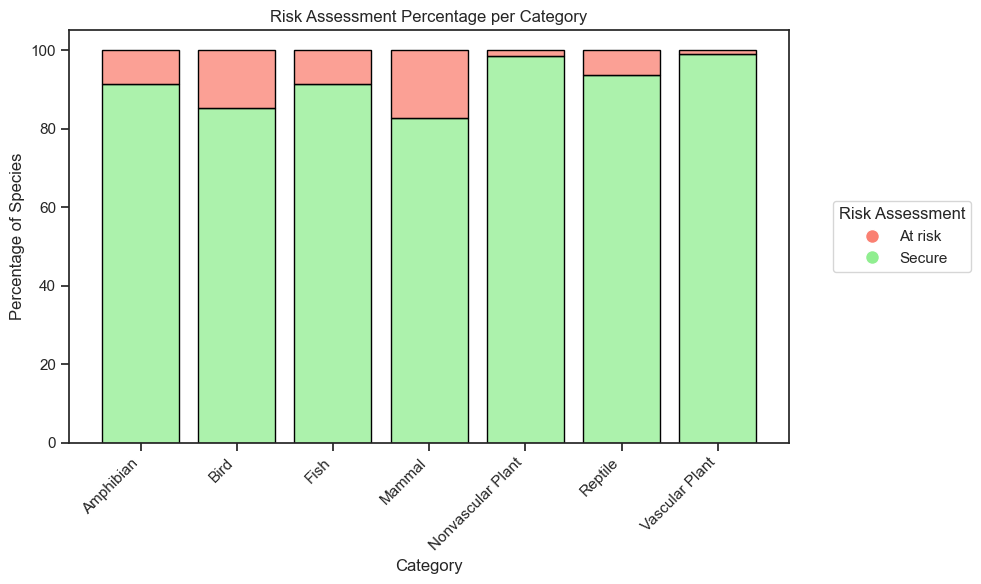 Risk Assessment Percentage per Category
Percentage of Species
100
80
60
40
20
0
Amphibian
Bird
Fish
Mammal
Nonvascular Plant
Reptile
Vascular Plant
Category
Risk Assessment
At risk
Secure